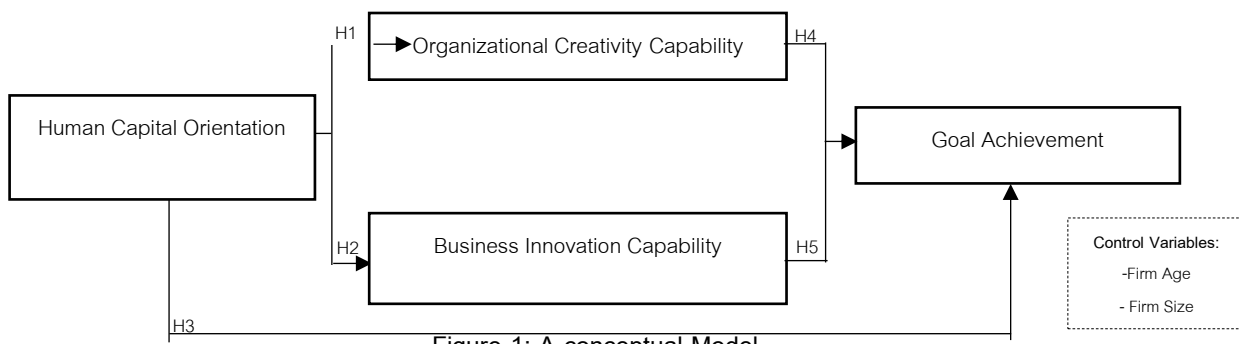 H1
Organizational Creativity Capability
H4
Human Capital Orientation
Goal Achievement
H2
Business Innovation Capability
H5
Control Variables:
-Firm Age
- Firm Size
H3
Figure 1: A conceptual Model